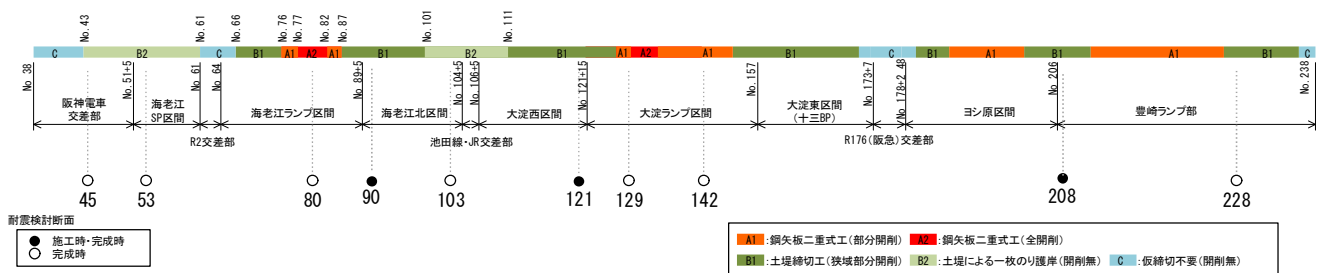 No.43 No.61 No.66 No.76 No.77 No.82 No.87 No.101 No.111
C B2 C B1 A1 A2 A1 B1 B2 B1 A1 A2 A1 B1 C B1 A1 B1 A1 B1 C
No 38 No.51+5 No.61 No 64 No 89+5 No 104+5 No 106+5 No 121+15 No.157 No 173+7 No 178+2.48 No 206 No.238
阪神電車
交差部
海老江
SP区間
R2交差部
海老江ランプ区間
海老江北区間
池田線・JR交差部
大淀西区間
大淀ランプ区間
大淀東区間
(十三BP)
R176(阪急)交差部
ヨシ原区間
豊崎ランプ部
45 53 80 90 103 121 129 142 208 228
耐震検討断面
● 施工時・完成時
○ 完成時
A1:鋼矢板二重式工(部分開削) A2:鋼矢板二重式工(全開削)
B1:土堤締切工(狭域部分開削) B2:土堤による一枚のり護岸(開削無) C:仮締切不要(開削無)